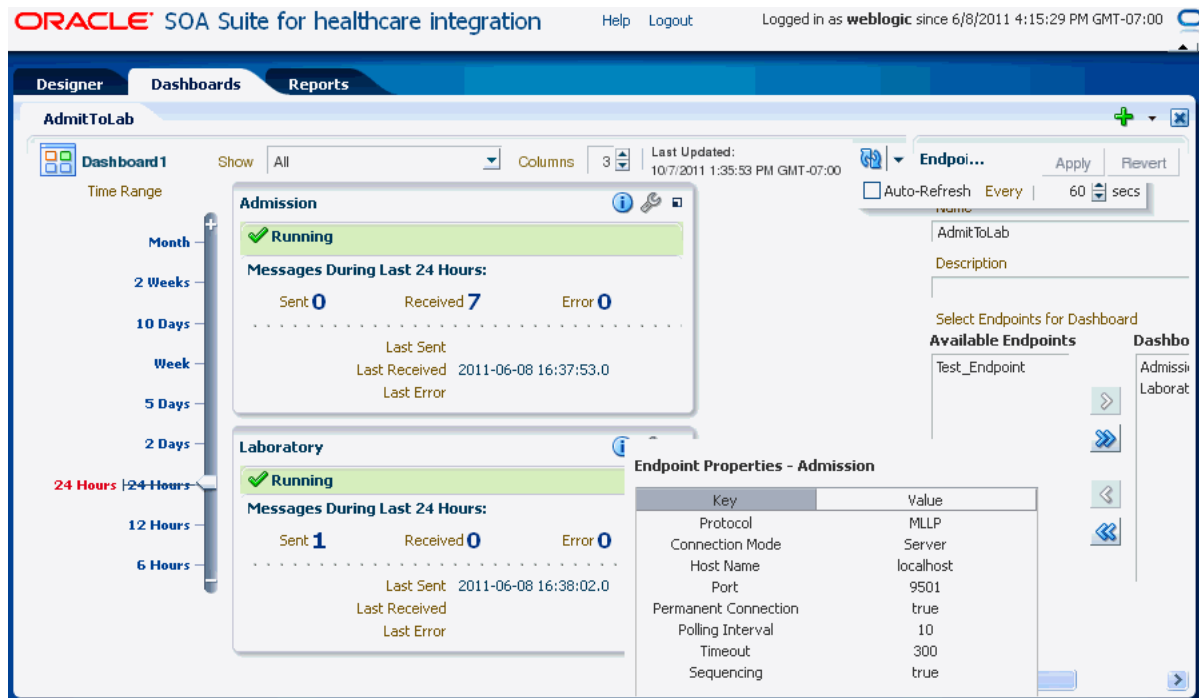 ORACLE SOA Suite for healthcare integration Help Logout Logged in as weblogic since 6/8/2011 4:15:29 PM GMT-07:00
Designer Dashboards Reports
AdmitToLab
Dashboard1 Show All Columns 3 Last Updated:
10/7/2011 1:35:53 PM GMT-07:00
Endpoi... Apply Revert
Auto-Refresh Every 60 secs
Time Range
Month
2 Weeks
10 Days
Week
5 Days
2 Days
24 Hours 24 Hours
12 Hours
6 Hours
Admission
Running
Messages During Last 24 Hours:
Sent 0 Received 7 Error 0
Last Sent
Last Received 2011-06-08 16:37:53.0
Last Error
Laboratory
Running
Messages During Last 24 Hours:
Sent 1 Received 0 Error 0
Last Sent 2011-06-08 16:38:02.0
Last Received
Last Error
Name
AdmitToLab
Description
Select Endpoints for Dashboard
Available Endpoints Dashbo
Test_Endpoint Admissi
Laborat
Endpoint Properties - Admission
Key Value
Protocol MLLP
Connection Mode Server
Host Name localhost
Port 9501
Permanent Connection true
Polling Interval 10
Timeout 300
Sequencing true